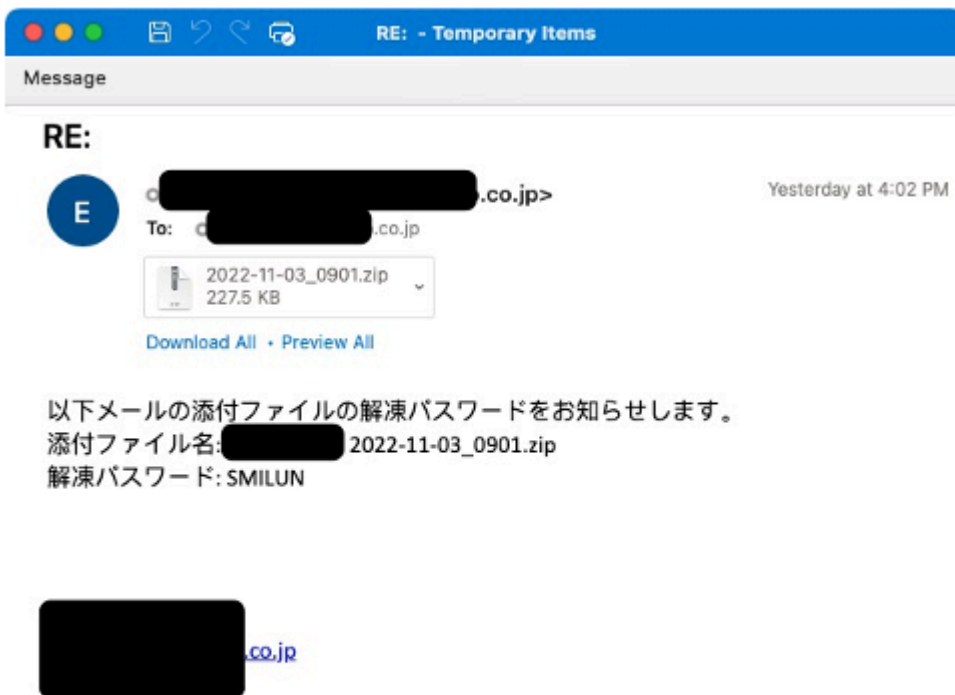 RE: - Temporary Items
Message
RE:
E
.co.jp>
Yesterday at 4:02 PM
To:
.co.jp
2022-11-03_0901.zip
227.5 KB
Download All • Preview All
以下メールの添付ファイルの解凍パスワードをお知らせします。
添付ファイル名: 2022-11-03_0901.zip
解凍パスワード: SMILUN
.co.jp